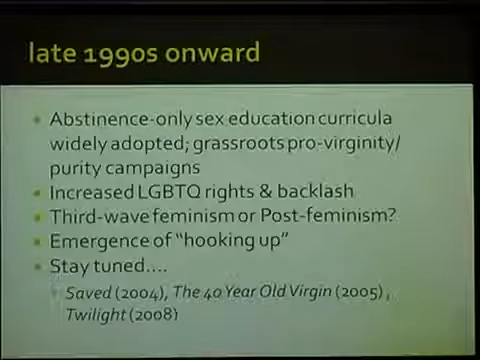 late 1990s onward
Abstinence-only sex education curricula
widely adopted; grassroots pro-virginity/
purity campaigns
Increased LGBTQ rights & backlash
Third-wave feminism or Post-feminism?
Emergence of “hooking up”
Stay tuned....
Saved (2004), The 40 Year Old Virgin (2005),
Twilight (2008)